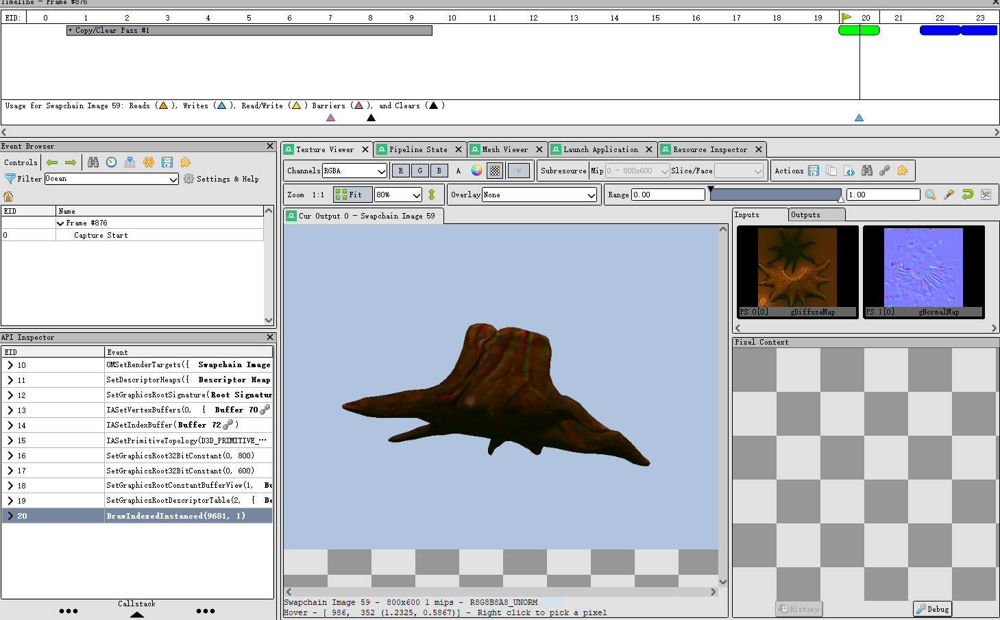 Timeline - Frame #876
EID: 0 1 2 3 4 5 6 7 8 9 10 11 12 13 14 15 16 17 18 19 20 21 22 23
+ Copy/Clear Pass #1
Usage for Swapchain Image 59: Reads ( ), Writes ( ), Read/Write ( ) Barriers ( ), and Clears ( )
Event Browser
Controls
Filter Ocean Settings & Help
EID Name
Frame #876
0 Capture Start
API Inspector
EID Event
10 OMSetRenderTargets({ Swapchain Image
11 SetDescriptorHeaps({ Descriptor Heap
12 SetGraphicsRootSignature(Root Signatur
13 IASetVertexBuffers(0, { Buffer 70
14 IASetIndexBuffer(Buffer 72 )
15 IASetPrimitiveTopology(D3D_PRIMITIVE_...
16 SetGraphicsRoot32BitConstant(0, 800)
17 SetGraphicsRoot32BitConstant(0, 600)
18 SetGraphicsRootConstantBufferView(1, Bu
19 SetGraphicsRootDescriptorTable(2, { De
20 DrawIndexedInstanced(9681, 1)
Callstack
Texture Viewer Pipeline State Mesh Viewer Launch Application Resource Inspector
Channels RGBA R G B A γ Subresource Mip 0 - 800x600 Slice/Face Actions
Zoom 1:1 Fit 80% Overlay None Range 0.00 1.00
Cur Output 0 - Swapchain Image 59
Swapchain Image 59 - 800x600 1 mips - R8G8B8A8_UNORM
Hover - [ 986, 352 (1.2325, 0.5867)] - Right click to pick a pixel
Inputs Outputs
PS 0[0] gDiffuseMap
PS 1[0] gNormalMap
Pixel Context
History Debug